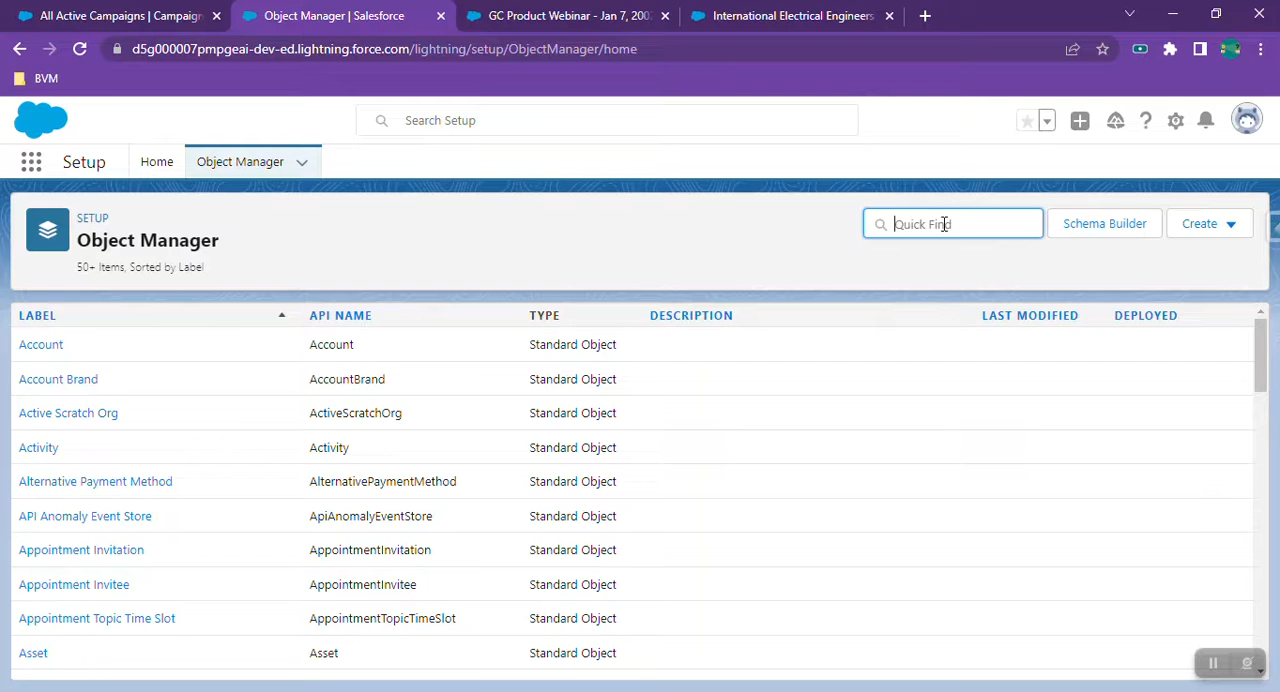 All Active Campaigns | Campaign
Object Manager | Salesforce
GC Product Webinar - Jan 7, 200
International Electrical Engineers
d5g000007pmpgeai-dev-ed.lightning.force.com/lightning/setup/ObjectManager/home
BVM
Search Setup
Setup
Home
Object Manager
SETUP
Object Manager
50+ Items, Sorted by Label
Quick Find
Schema Builder
Create
LABEL API NAME TYPE DESCRIPTION LAST MODIFIED DEPLOYED
Account Account Standard Object
Account Brand AccountBrand Standard Object
Active Scratch Org ActiveScratchOrg Standard Object
Activity Activity Standard Object
Alternative Payment Method AlternativePaymentMethod Standard Object
API Anomaly Event Store ApiAnomalyEventStore Standard Object
Appointment Invitation AppointmentInvitation Standard Object
Appointment Invitee AppointmentInvitee Standard Object
Appointment Topic Time Slot AppointmentTopicTimeSlot Standard Object
Asset Asset Standard Object